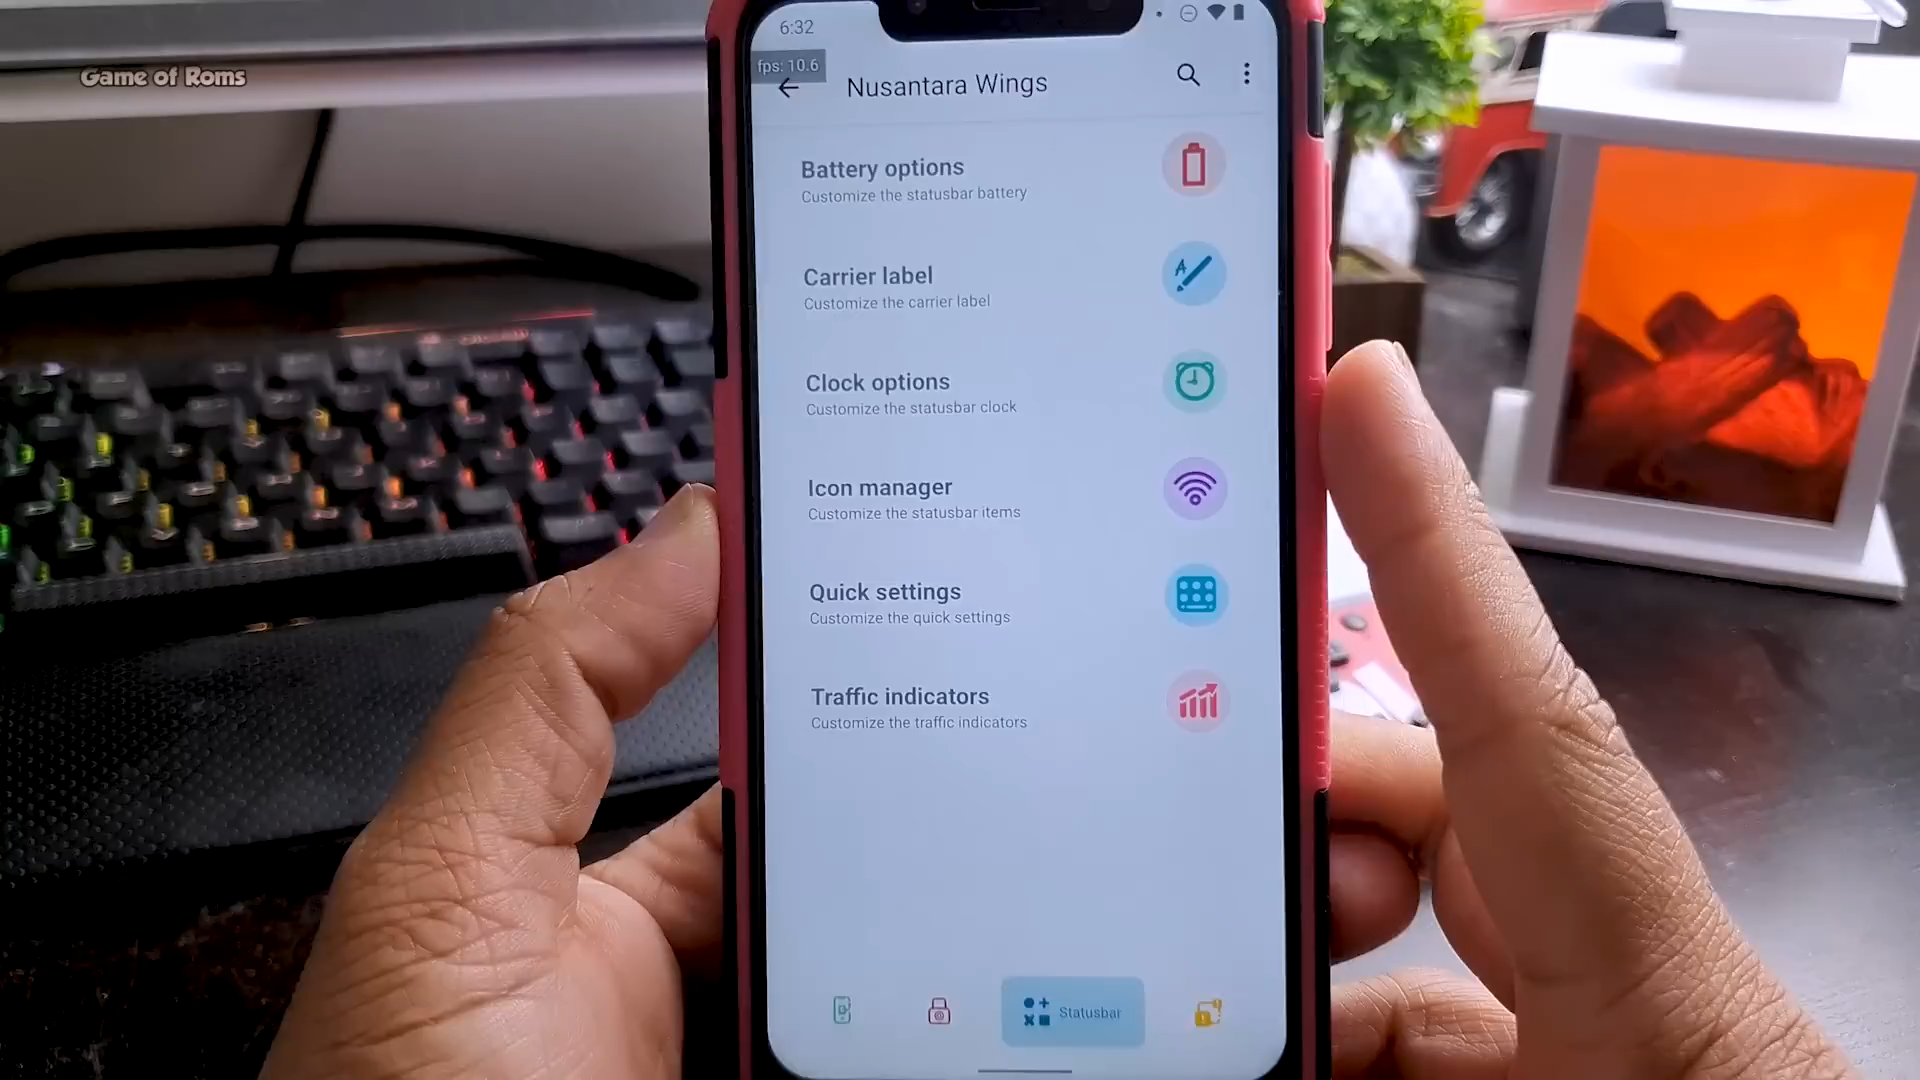 Game of Roms
6:32
fps: 10.6
Nusantara Wings
Battery options
Customize the statusbar battery
Carrier label
Customize the carrier label
Clock options
Customize the statusbar clock
Icon manager
Customize the statusbar items
Quick settings
Customize the quick settings
Traffic indicators
Customize the traffic indicators
Statusbar